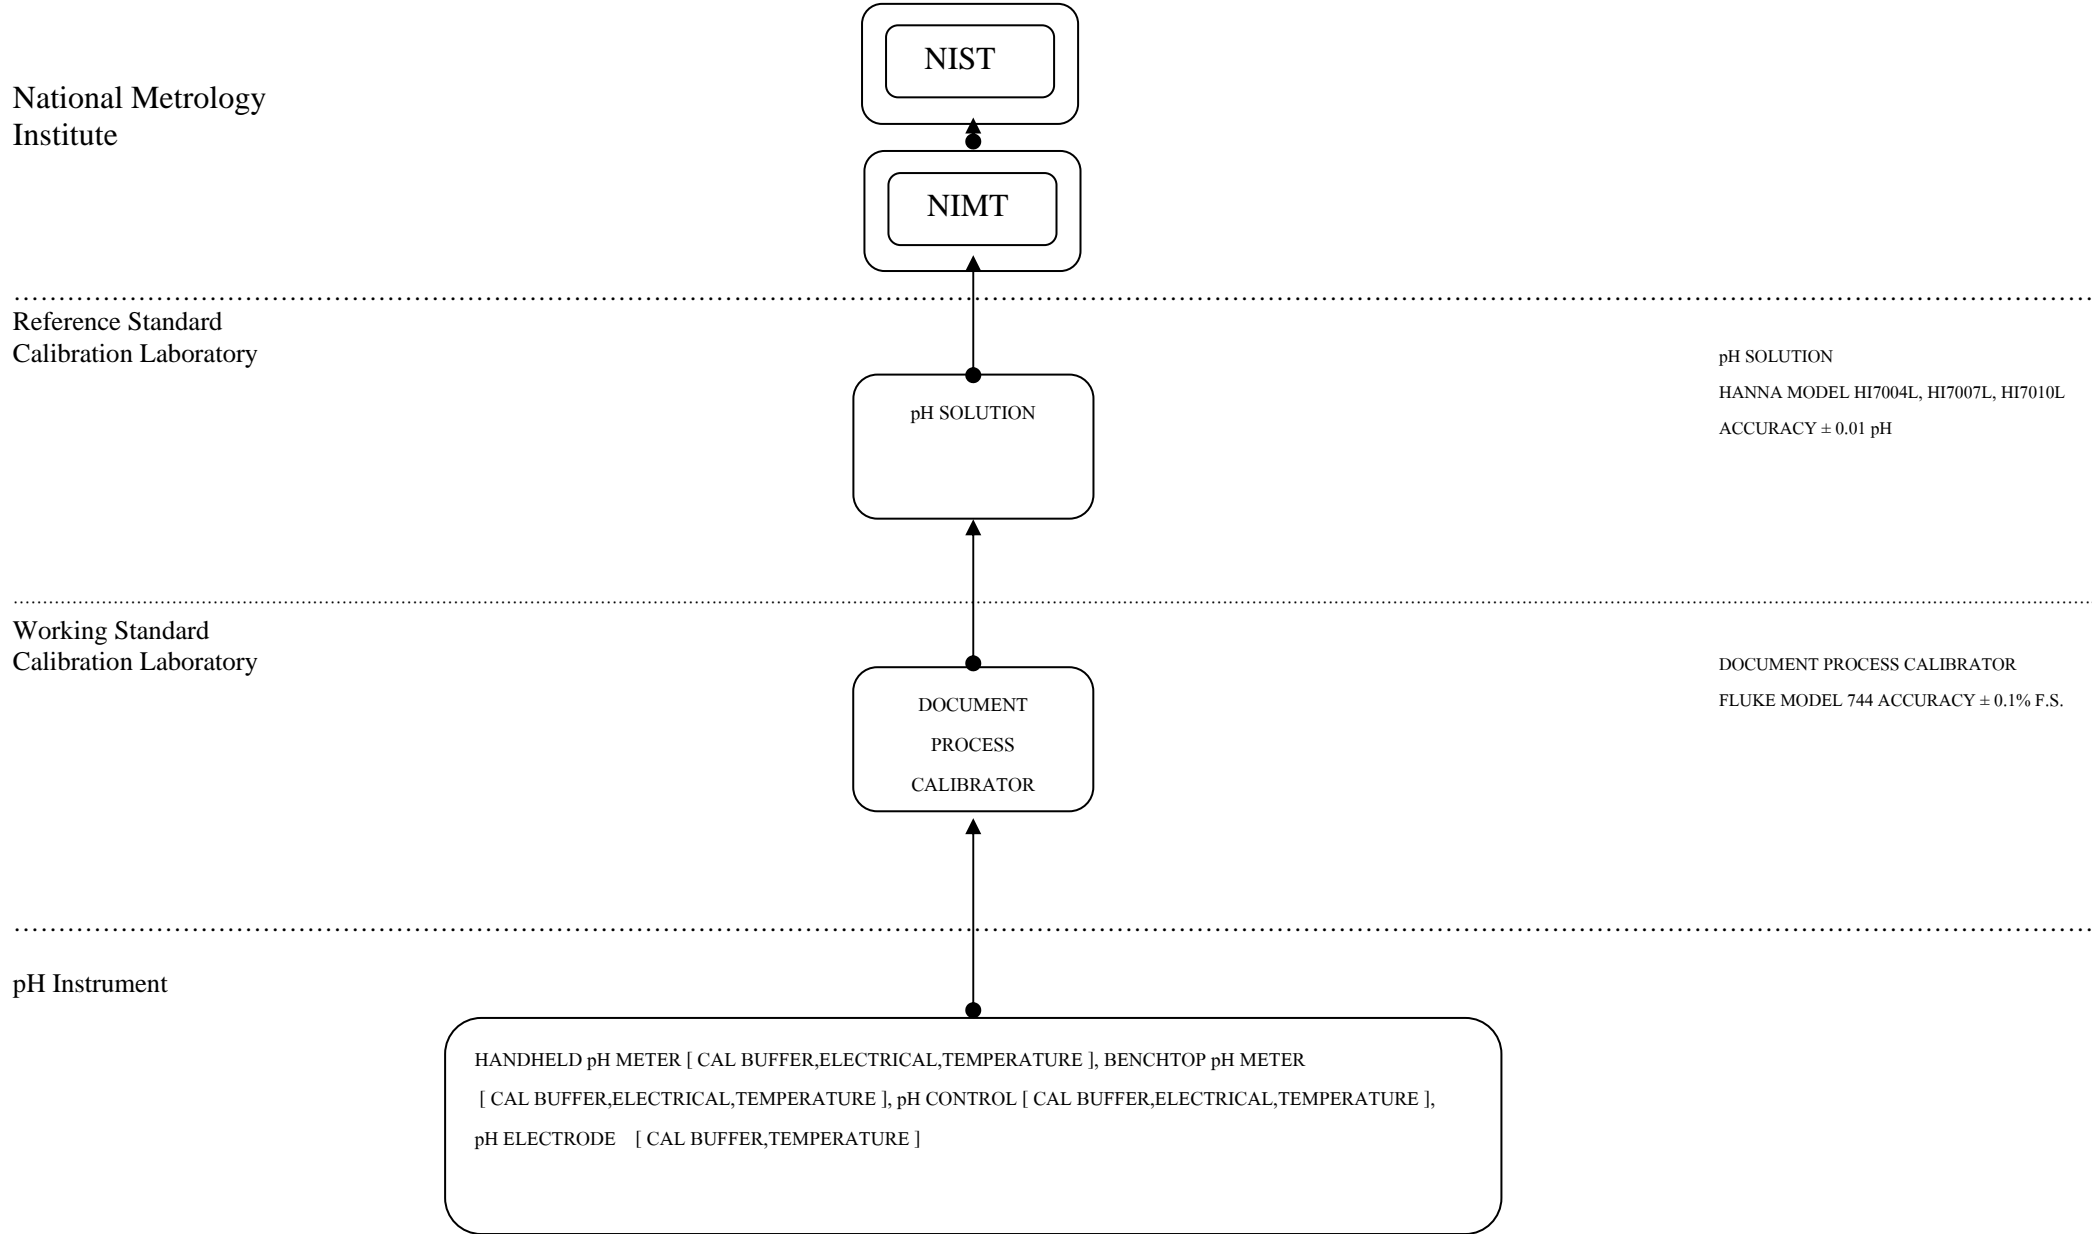 NIST
National Metrology
Institute
NIMT
Reference Standard
Calibration Laboratory
pH SOLUTION
HANNA MODEL HI7004L, HI7007L, HI7010L
ACCURACY ± 0.01 pH
pH SOLUTION
Working Standard
Calibration Laboratory
DOCUMENT PROCESS CALIBRATOR
FLUKE MODEL 744 ACCURACY ± 0.1% F.S.
DOCUMENT
PROCESS
CALIBRATOR
pH Instrument
HANDHELD pH METER [ CAL BUFFER,ELECTRICAL,TEMPERATURE ], BENCHTOP pH METER
[ CAL BUFFER,ELECTRICAL,TEMPERATURE ], pH CONTROL [ CAL BUFFER,ELECTRICAL,TEMPERATURE ],
pH ELECTRODE [ CAL BUFFER,TEMPERATURE ]